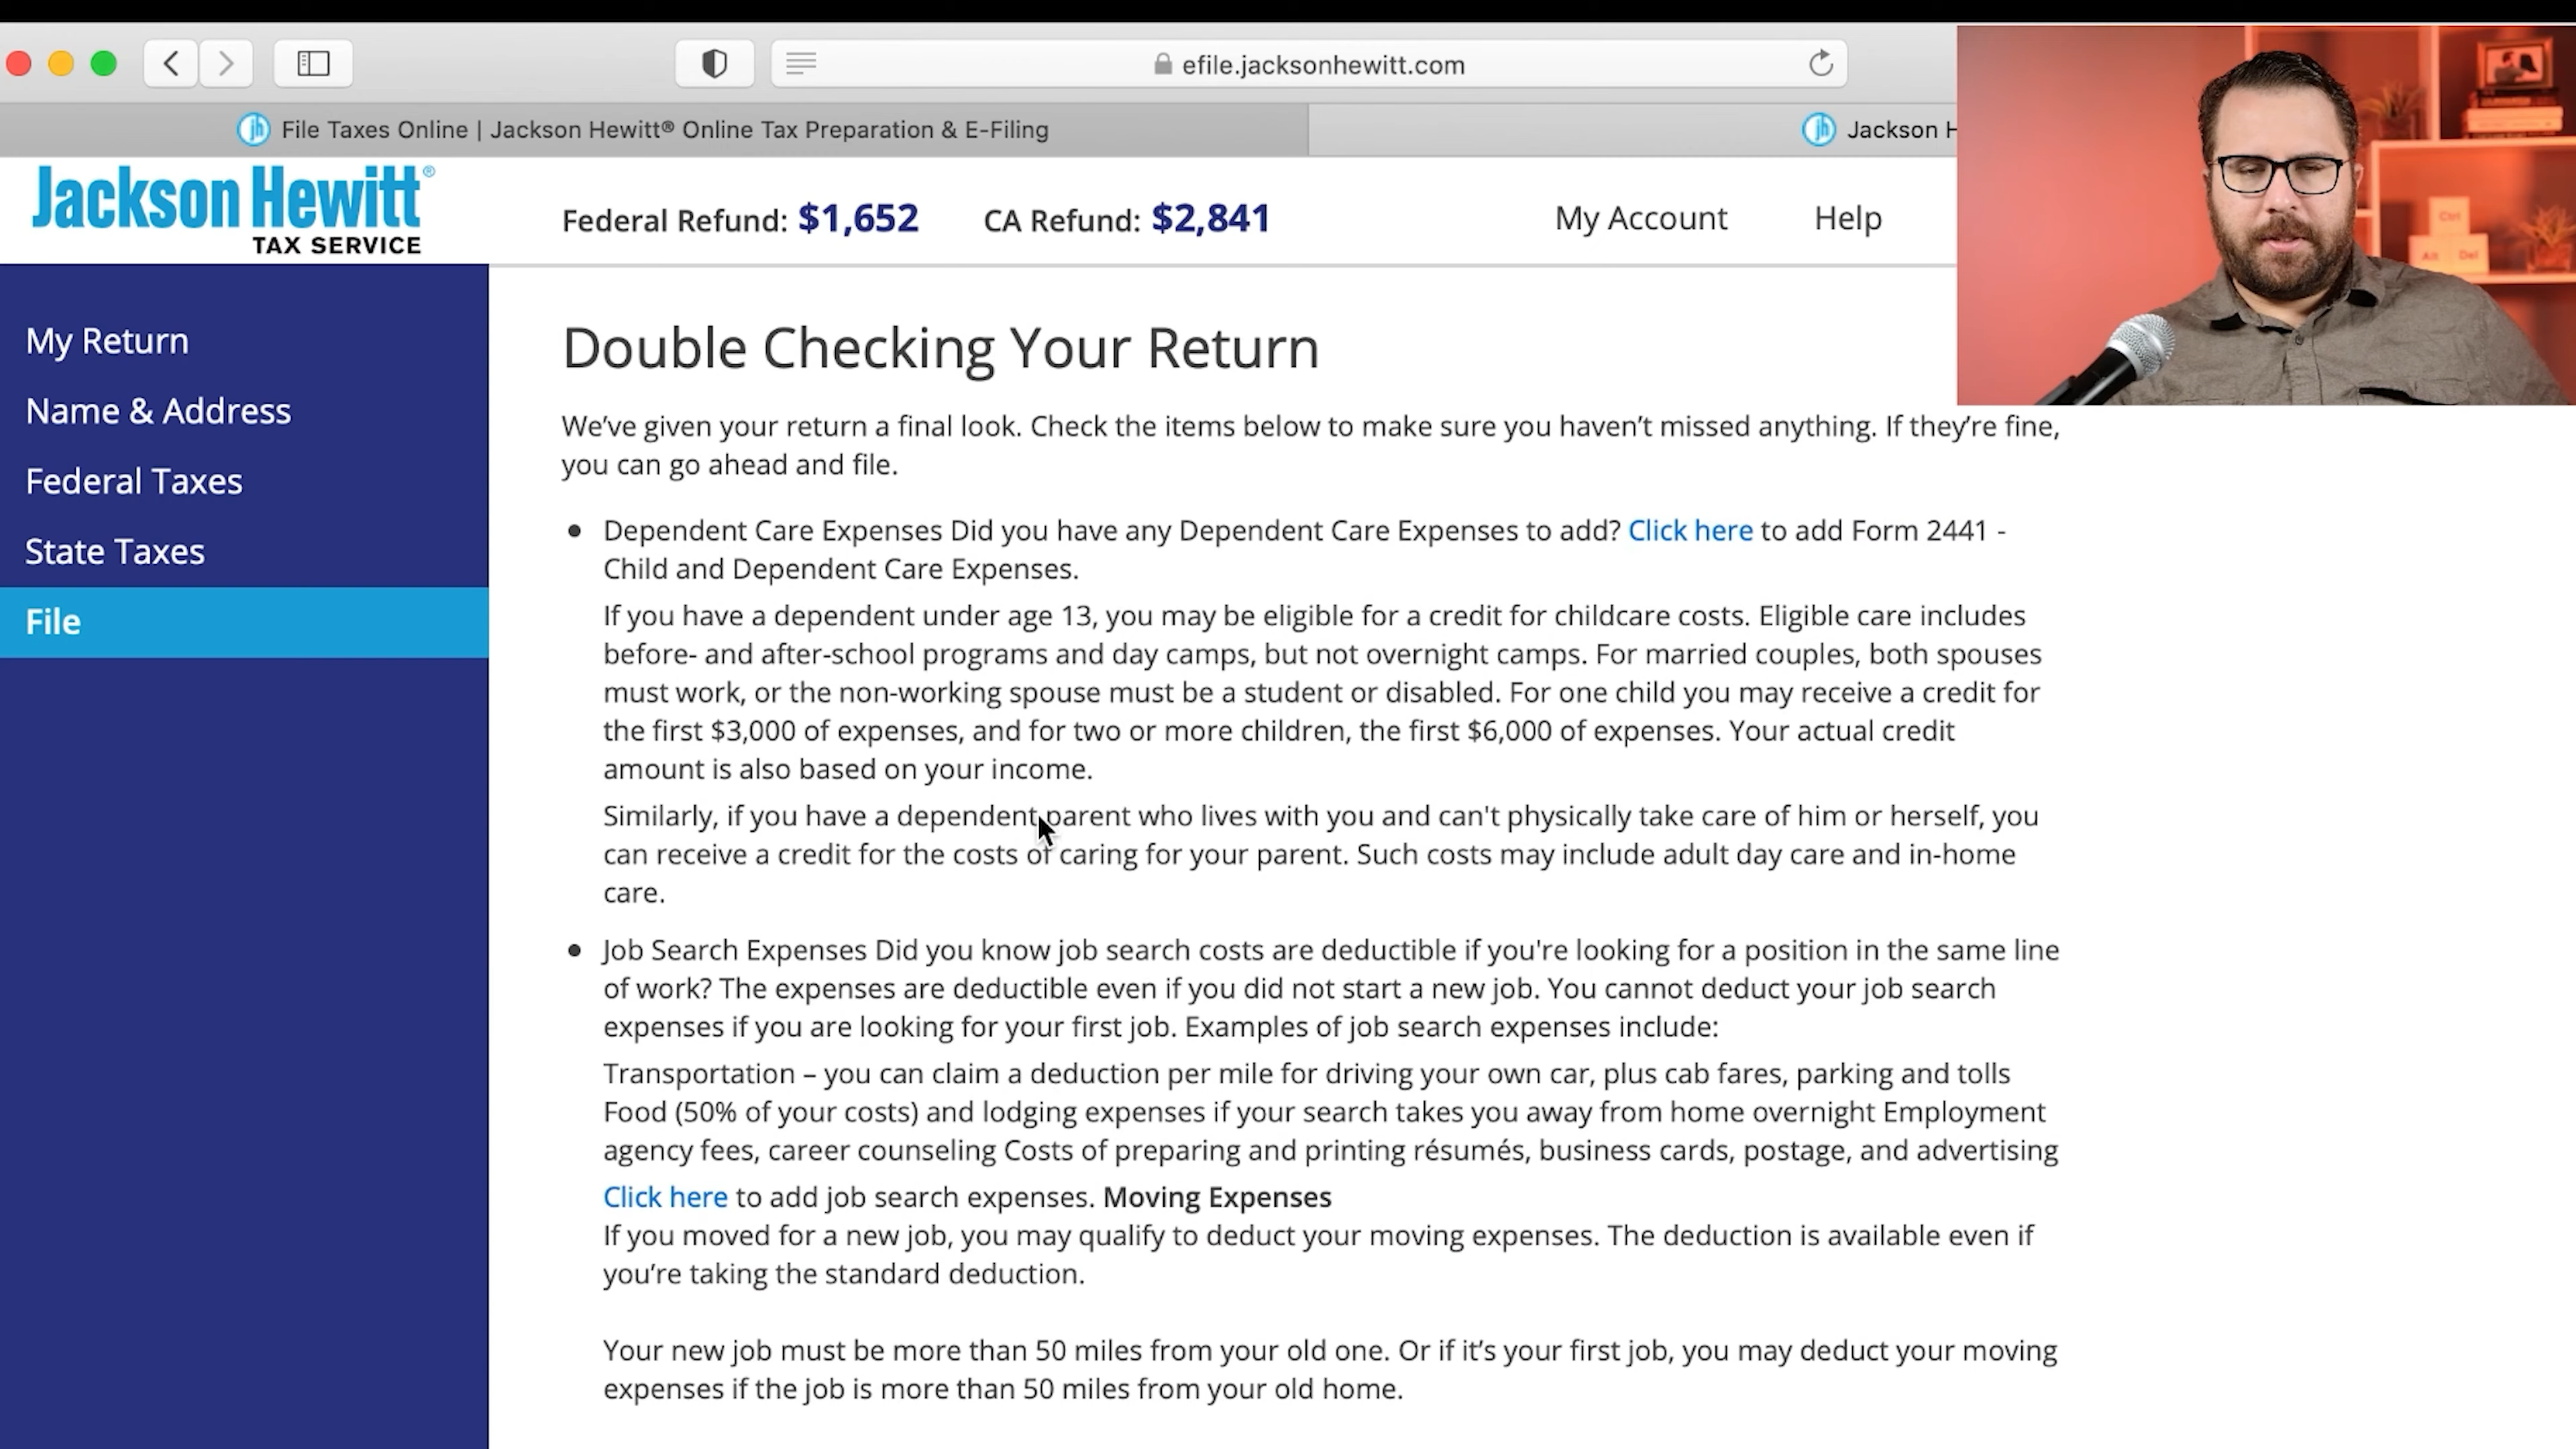 efile.jacksonhewitt.com
File Taxes Online | Jackson Hewitt® Online Tax Preparation & E-Filing
jh
Jackson H
Jackson Hewitt®
TAX SERVICE
Federal Refund: $1,652
CA Refund: $2,841
My Account
Help
Ctrl
Alt
Del
My Return
Name & Address
Federal Taxes
State Taxes
File
Double Checking Your Return
We’ve given your return a final look. Check the items below to make sure you haven’t missed anything. If they’re fine,
you can go ahead and file.
• Dependent Care Expenses Did you have any Dependent Care Expenses to add? Click here to add Form 2441 -
Child and Dependent Care Expenses.
If you have a dependent under age 13, you may be eligible for a credit for childcare costs. Eligible care includes
before- and after-school programs and day camps, but not overnight camps. For married couples, both spouses
must work, or the non-working spouse must be a student or disabled. For one child you may receive a credit for
the first $3,000 of expenses, and for two or more children, the first $6,000 of expenses. Your actual credit
amount is also based on your income.
Similarly, if you have a dependent parent who lives with you and can't physically take care of him or herself, you
can receive a credit for the costs of caring for your parent. Such costs may include adult day care and in-home
care.
• Job Search Expenses Did you know job search costs are deductible if you're looking for a position in the same line
of work? The expenses are deductible even if you did not start a new job. You cannot deduct your job search
expenses if you are looking for your first job. Examples of job search expenses include:
Transportation – you can claim a deduction per mile for driving your own car, plus cab fares, parking and tolls
Food (50% of your costs) and lodging expenses if your search takes you away from home overnight Employment
agency fees, career counseling Costs of preparing and printing résumés, business cards, postage, and advertising
Click here to add job search expenses. Moving Expenses
If you moved for a new job, you may qualify to deduct your moving expenses. The deduction is available even if
you’re taking the standard deduction.
Your new job must be more than 50 miles from your old one. Or if it’s your first job, you may deduct your moving
expenses if the job is more than 50 miles from your old home.